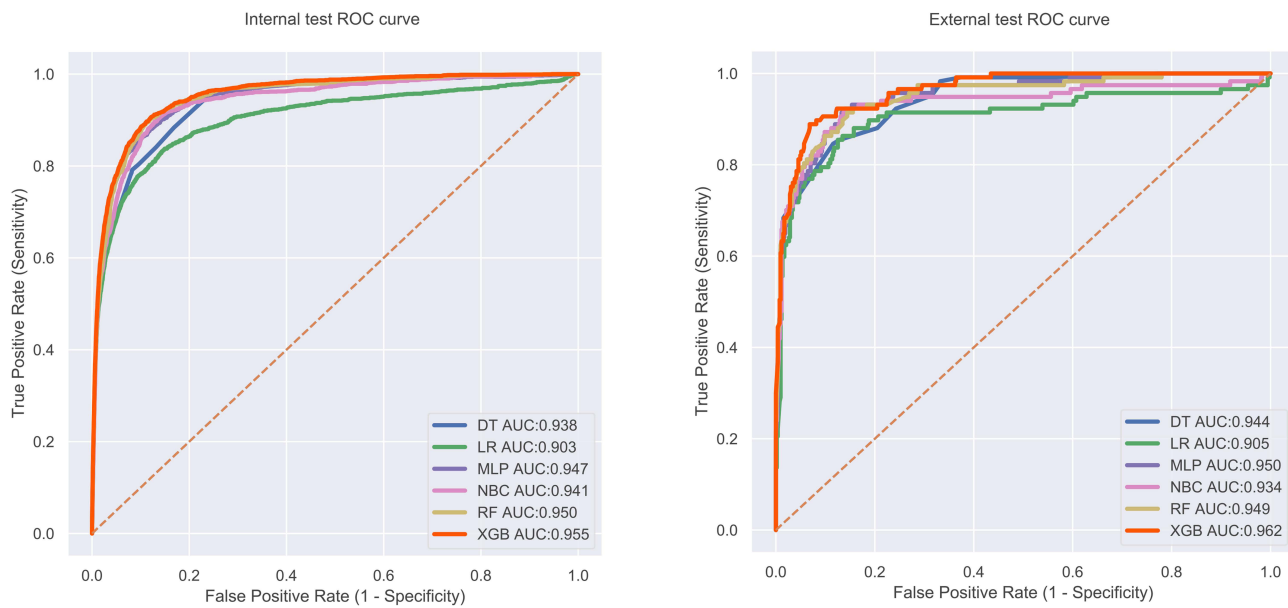 Internal test ROC curve
True Positive Rate (Sensitivity)
1.0
0.8
0.6
0.4
0.2
0.0
DT AUC:0.938
LR AUC:0.903
MLP AUC:0.947
NBC AUC:0.941
RF AUC:0.950
XGB AUC:0.955
0.0 0.2 0.4 0.6 0.8 1.0
False Positive Rate (1 - Specificity)
External test ROC curve
True Positive Rate (Sensitivity)
1.0
0.8
0.6
0.4
0.2
0.0
DT AUC:0.944
LR AUC:0.905
MLP AUC:0.950
NBC AUC:0.934
RF AUC:0.949
XGB AUC:0.962
0.0 0.2 0.4 0.6 0.8 1.0
False Positive Rate (1 - Specificity)